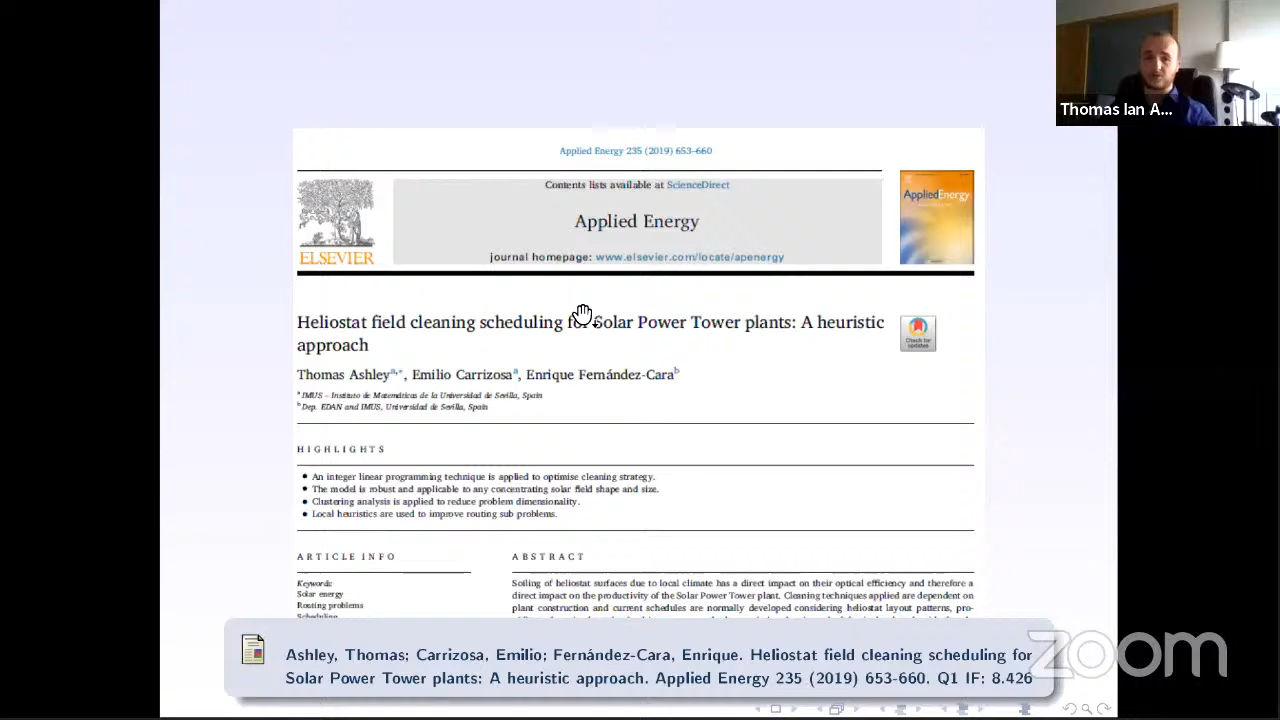 Thomas Ian A...
Applied Energy 235 (2019) 653–660
Contents lists available at ScienceDirect
Applied Energy
journal homepage: www.elsevier.com/locate/apenergy
ELSEVIER
AppliedEnergy
Heliostat field cleaning scheduling for Solar Power Tower plants: A heuristic
approach
Check for
updates
Thomas Ashleya,*, Emilio Carrizosaa, Enrique Fernández-Carab
a IMUS – Instituto de Matemáticas de la Universidad de Sevilla, Spain
b Dep. EDAN and IMUS, Universidad de Sevilla, Spain
HIGHLIGHTS
• An integer linear programming technique is applied to optimise cleaning strategy.
• The model is robust and applicable to any concentrating solar field shape and size.
• Clustering analysis is applied to reduce problem dimensionality.
• Local heuristics are used to improve routing sub problems.
ARTICLE INFO
ABSTRACT
Keywords:
Solar energy
Routing problems
Scheduling
Soiling of heliostat surfaces due to local climate has a direct impact on their optical efficiency and therefore a
direct impact on the productivity of the Solar Power Tower plant. Cleaning techniques applied are dependent on
plant construction and current schedules are normally developed considering heliostat layout patterns, pro-
Ashley, Thomas; Carrizosa, Emilio; Fernández-Cara, Enrique. Heliostat field cleaning scheduling for
Solar Power Tower plants: A heuristic approach. Applied Energy 235 (2019) 653-660. Q1 IF: 8.426
zoom